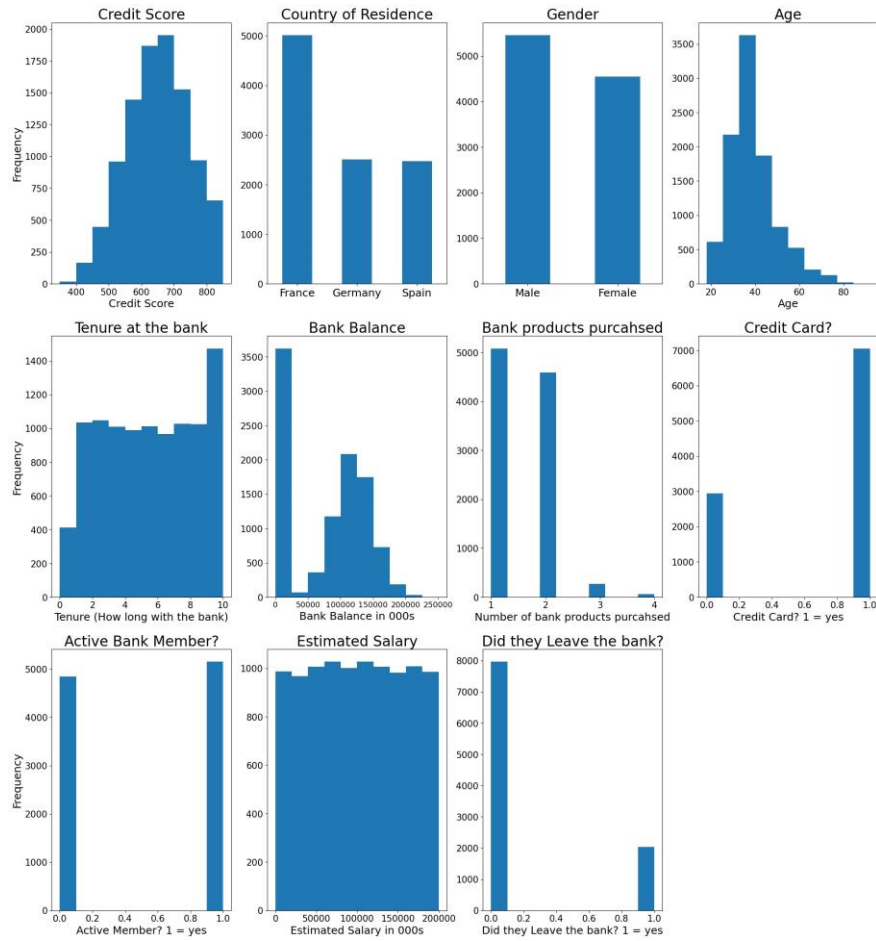 Credit Score
Country of Residence
Gender
Age
2000
1750
1500
1250
1000
750
500
250
0
Frequency
400 500 600 700 800
Credit Score
5000
4000
3000
2000
1000
0
France Germany Spain
5000
4000
3000
2000
1000
0
Male Female
3500
3000
2500
2000
1500
1000
500
0
20 40 60 80
Age
Tenure at the bank
Bank Balance
Bank products purcahsed
Credit Card?
1400
1200
1000
800
600
400
200
0
Frequency
0 2 4 6 8 10
Tenure (How long with the bank)
3500
3000
2500
2000
1500
1000
500
0
0 50000 100000 150000 200000 250000
Bank Balance in 000s
5000
4000
3000
2000
1000
0
1 2 3 4
Number of bank products purcahsed
7000
6000
5000
4000
3000
2000
1000
0
0.0 0.2 0.4 0.6 0.8 1.0
Credit Card? 1 = yes
Active Bank Member?
Estimated Salary
Did they Leave the bank?
5000
4000
3000
2000
1000
0
Frequency
0.0 0.2 0.4 0.6 0.8 1.0
Active Member? 1 = yes
1000
800
600
400
200
0
0 50000 100000 150000 200000
Estimated Salary in 000s
8000
7000
6000
5000
4000
3000
2000
1000
0
0.0 0.2 0.4 0.6 0.8 1.0
Did they Leave the bank? 1 = yes